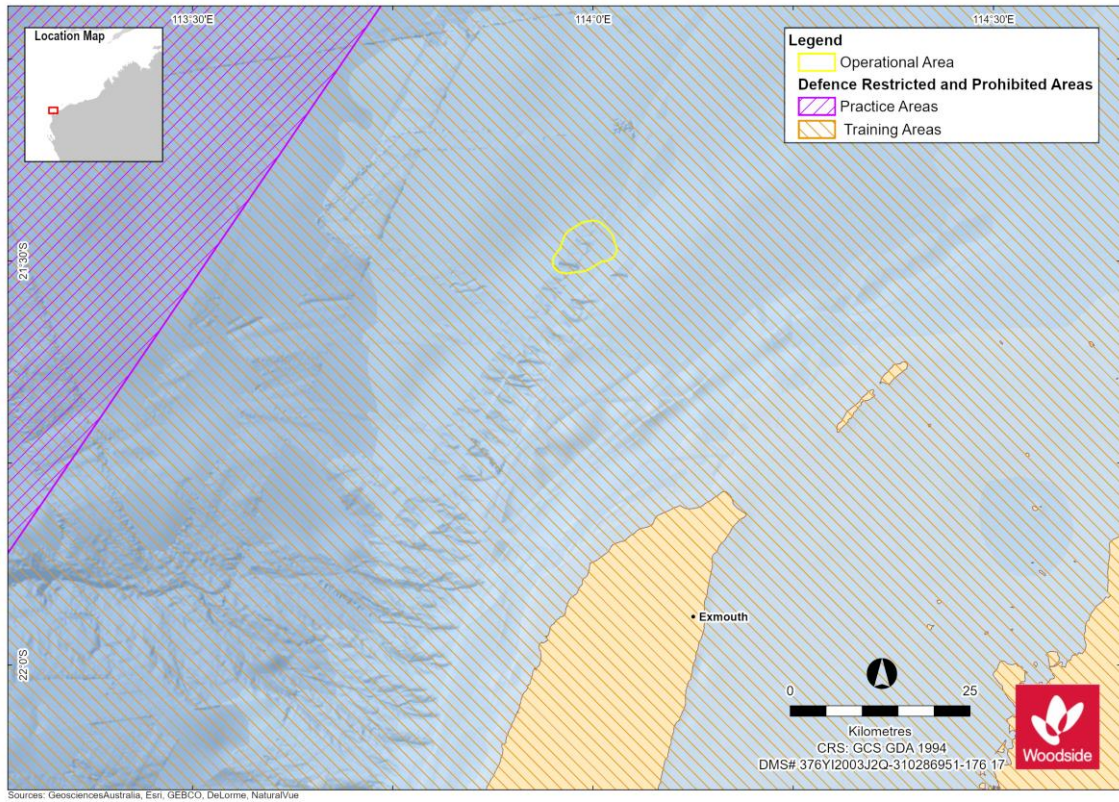 113°30'E
114°0'E
114°30'E
Location Map
Legend
Operational Area
Defence Restricted and Prohibited Areas
Practice Areas
Training Areas
21°30'S
Exmouth
22°0'S
0 25
Kilometres
CRS: GCS GDA 1994
DMS# 376YI2003J2Q-310286951-176 17
Woodside
Sources: GeosciencesAustralia, Esri, GEBCO, DeLorme, NaturalVue